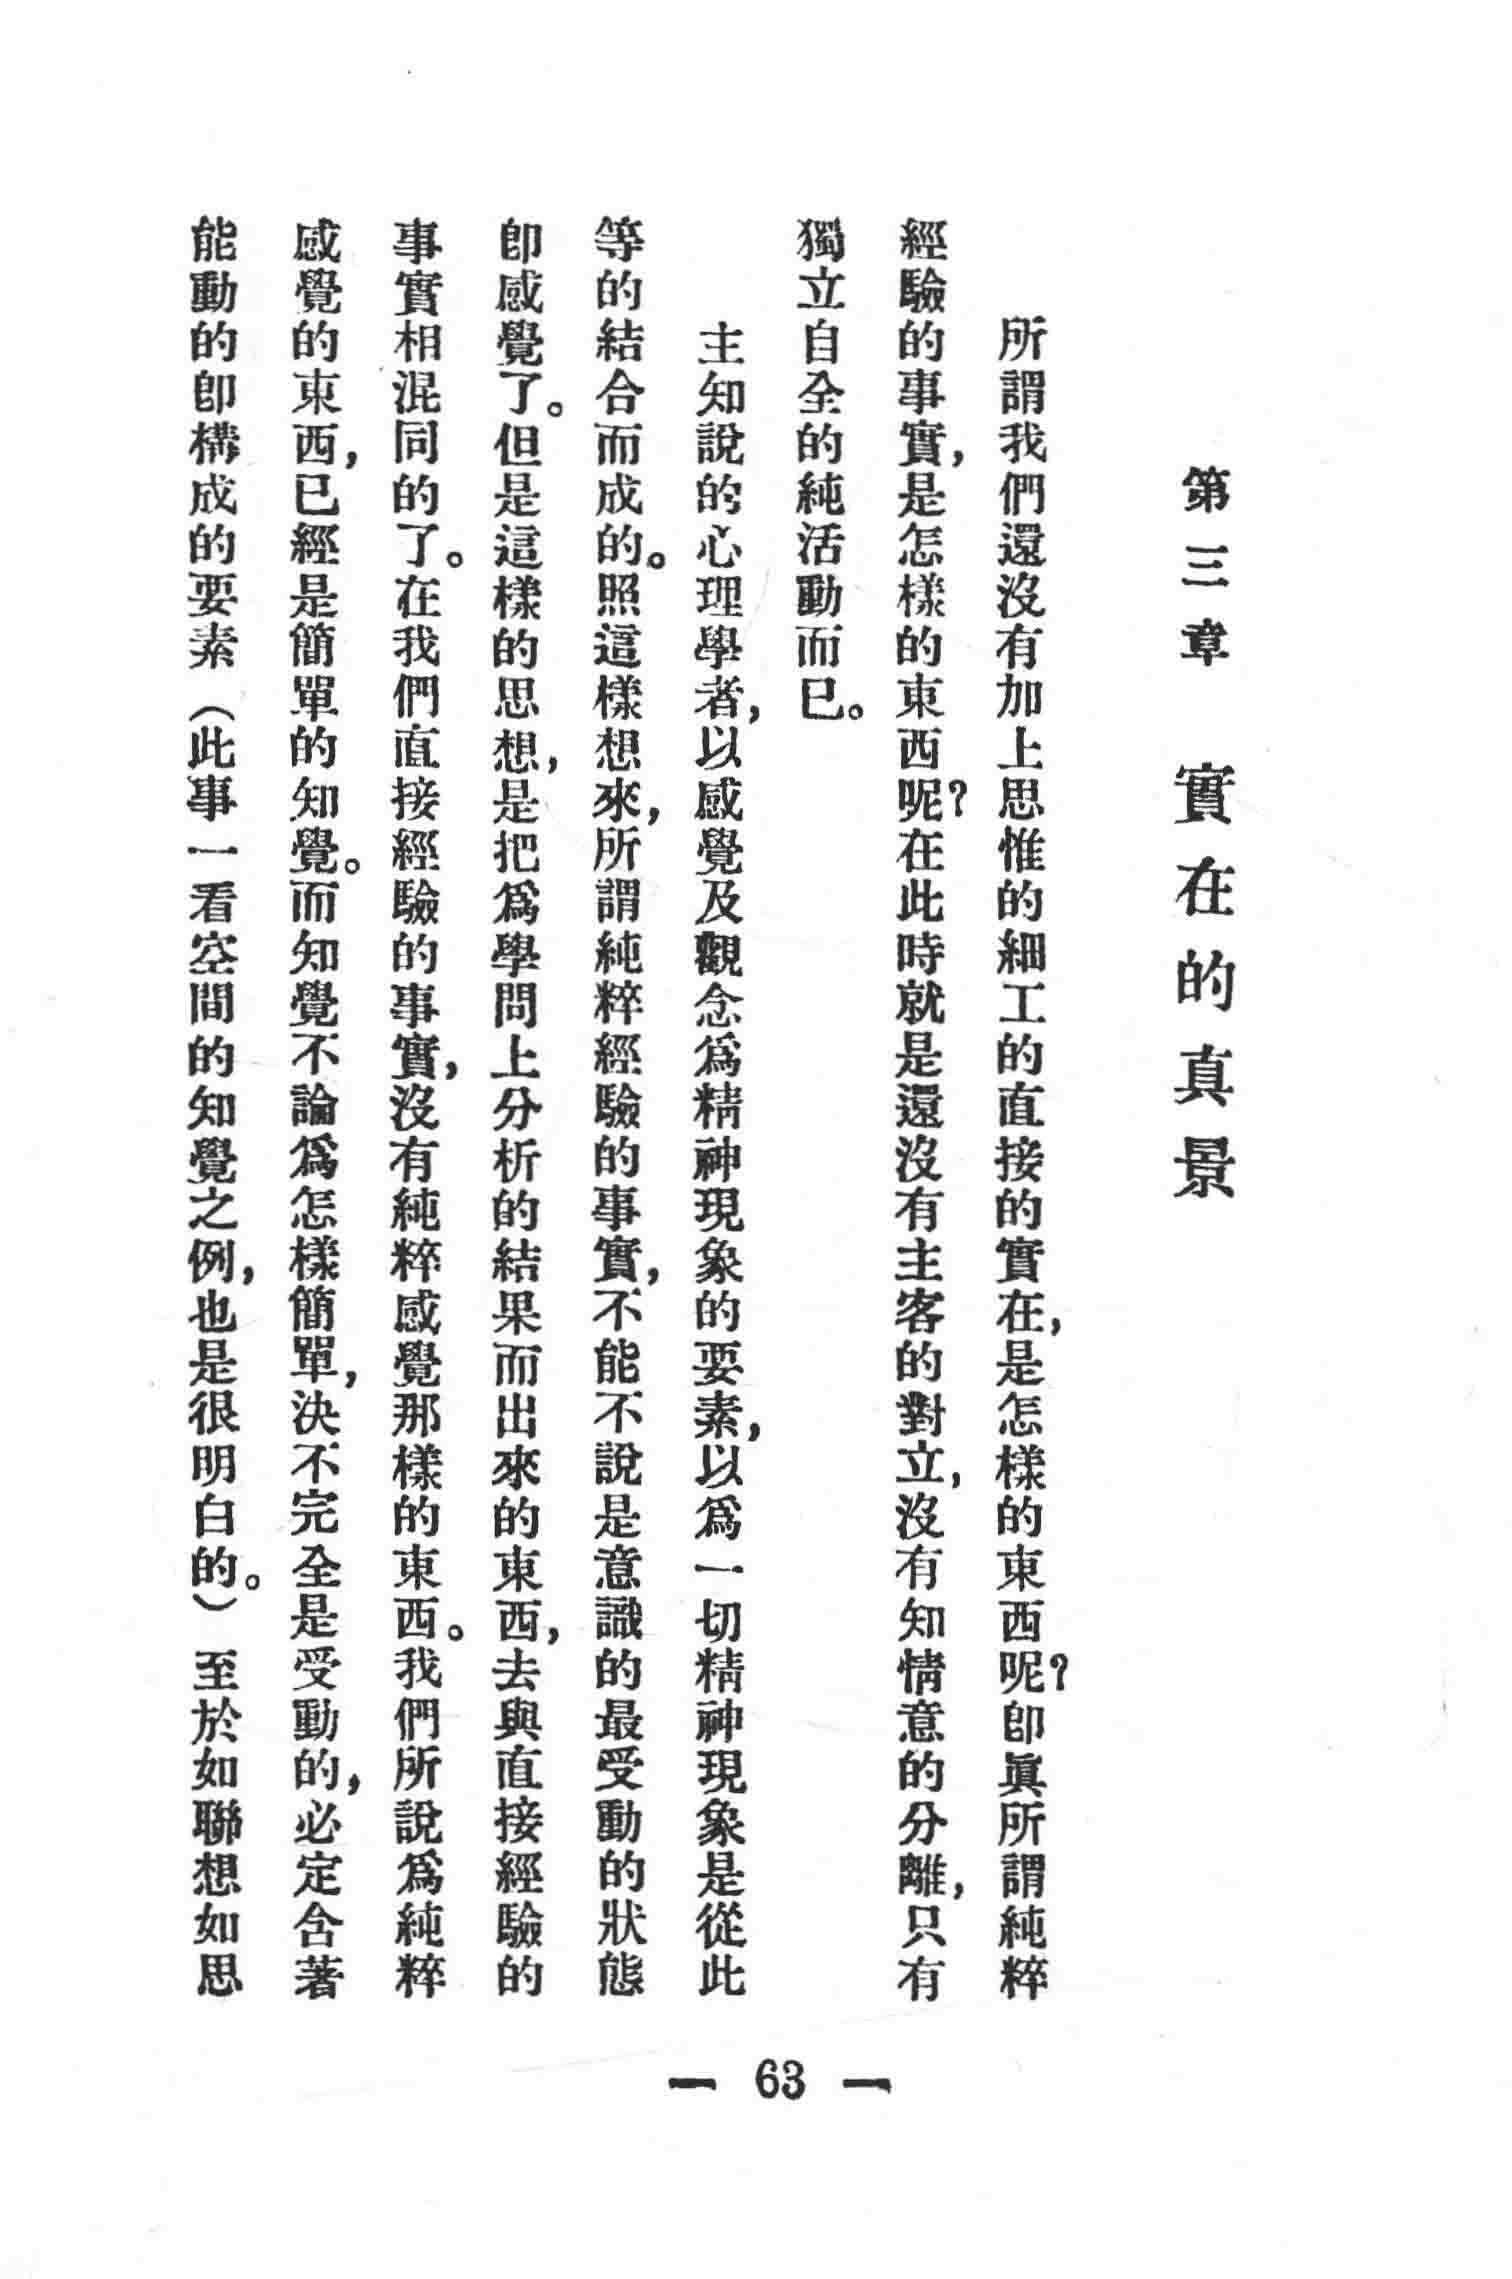 第三章　實在的真景
所謂我們還沒有加上思惟的細工的直接的實在，是怎樣的東西呢？卽眞所謂純粹
經驗的事實，是怎樣的東西呢？在此時就是還沒有主客的對立，沒有知情意的分離，只有
獨立自全的純活動而已。
主知說的心理學者，以感覺及觀念爲精神現象的要素，以爲一切精神現象是從此
等的結合而成的。照這樣想來，所謂純粹經驗的事實，不能不說是意識的最受動的狀態
卽感覺了。但是這樣的思想，是把爲學問上分析的結果而出來的東西，去與直接經驗的
事實相混同的了。在我們直接經驗的事實，沒有純粹感覺那樣的東西。我們所說爲純粹
感覺的東西，已經是簡單的知覺。而知覺不論爲怎樣簡單，決不完全是受動的，必定含著
能動的卽構成的要素（此事一看空間的知覺之例，也是很明白的。）至於如聯想如思
— 63 —